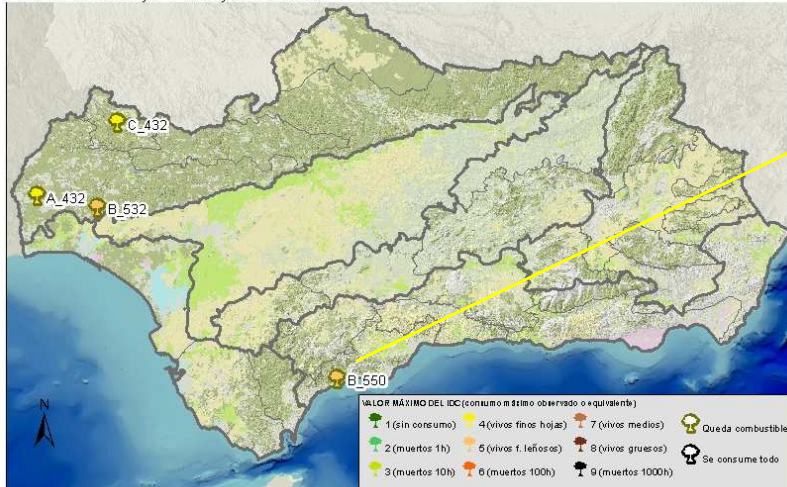 C_432
A_432
B_532
B_550
N
VALOR MÁXIMO DEL IDC (consumo máximo observado o equivalente)
1 (sin consumo)
4 (vivos finos hojas)
7 (vivos medios)
Queda combustible
2 (muertos 1h)
5 (vivos f. leñosos)
8 (vivos gruesos)
3 (muertos 10h)
6 (muertos 100h)
9 (muertos 1000h)
Se consume todo